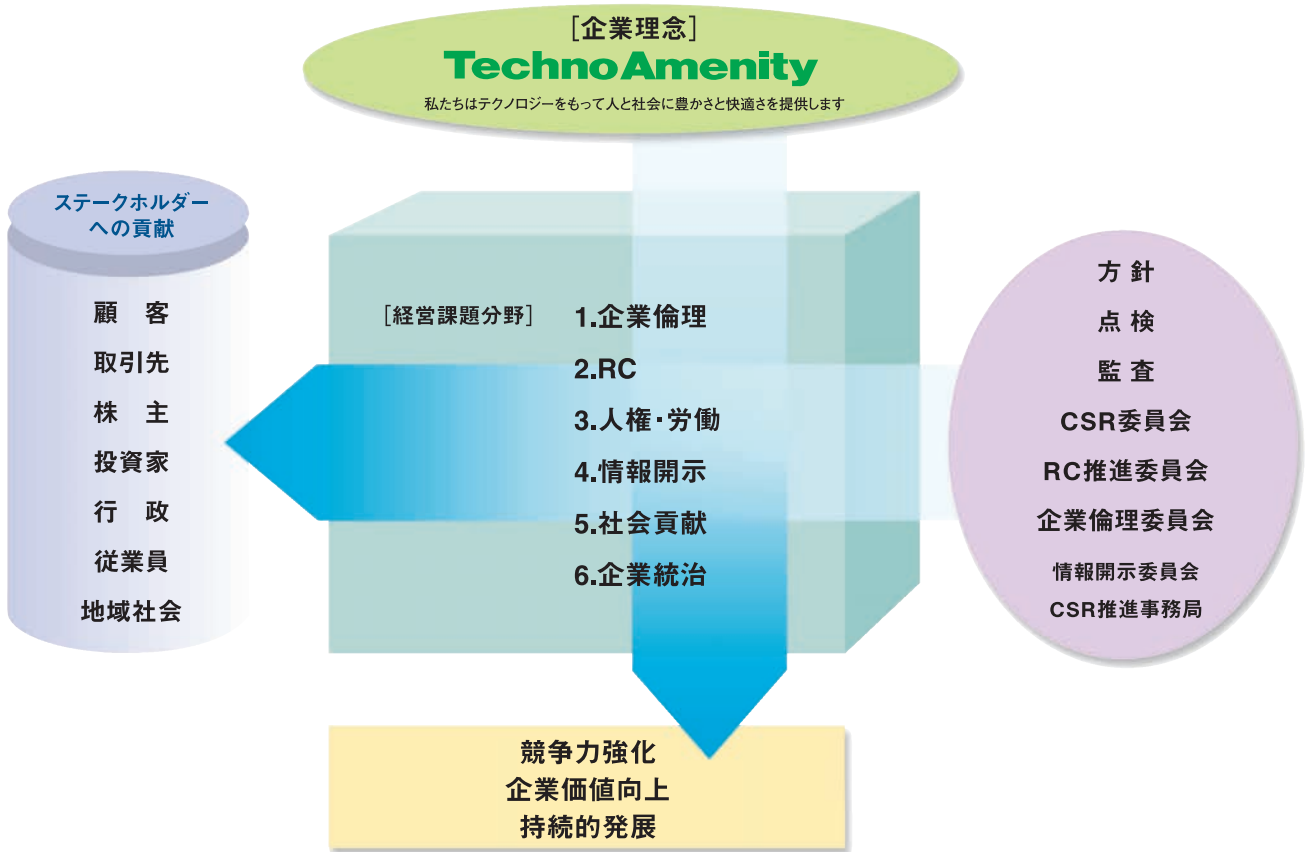 [企業理念]
TechnoAmenity
私たちはテクノロジーをもって人と社会に豊かさと快適さを提供します
ステークホルダー
への貢献
顧　客
取引先
株　主
投資家
行　政
従業員
地域社会
[経営課題分野]
1.企業倫理
2.RC
3.人権・労働
4.情報開示
5.社会貢献
6.企業統治
方 針
点 検
監 査
CSR委員会
RC推進委員会
企業倫理委員会
情報開示委員会
CSR推進事務局
競争力強化
企業価値向上
持続的発展